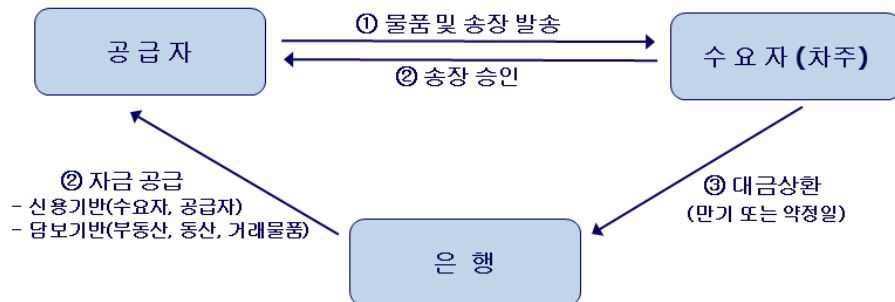 ① 물품 및 송장 발송
공 급 자
수 요 자 (차주)
② 송장 승인
② 자금 공급
- 신용기반(수요자, 공급자)
- 담보기반(부동산, 동산, 거래물품)
③ 대금상환
(만기 또는 약정일)
은 행